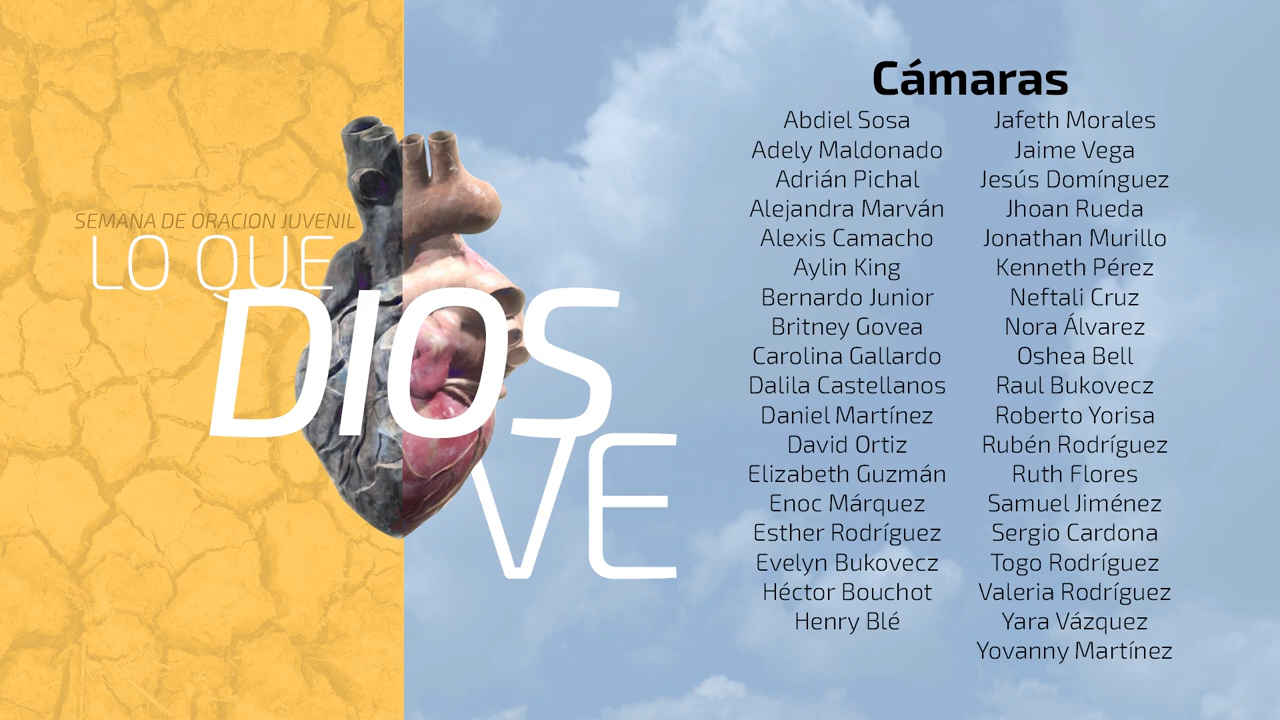 SEMANA DE ORACION JUVENIL
LO QUE
DIOS
VE
Cámaras
Abdiel Sosa
Adely Maldonado
Adrián Pichal
Alejandra Marván
Alexis Camacho
Aylin King
Bernardo Junior
Britney Govea
Carolina Gallardo
Dalila Castellanos
Daniel Martínez
David Ortiz
Elizabeth Guzmán
Enoc Márquez
Esther Rodríguez
Evelyn Bukovecz
Héctor Bouchot
Henry Blé
Jafeth Morales
Jaime Vega
Jesús Domínguez
Jhoan Rueda
Jonathan Murillo
Kenneth Pérez
Neftali Cruz
Nora Álvarez
Oshea Bell
Raul Bukovecz
Roberto Yorisa
Rubén Rodríguez
Ruth Flores
Samuel Jiménez
Sergio Cardona
Togo Rodríguez
Valeria Rodríguez
Yara Vázquez
Yovanny Martínez